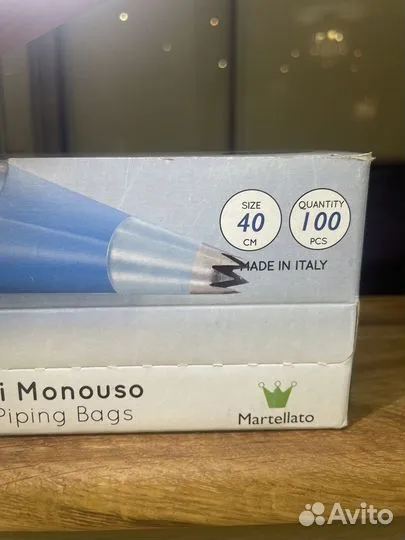 SIZE
40
CM
QUANTITY
100
PCS
MADE IN ITALY
i Monouso
Piping Bags
Martellato
Avito